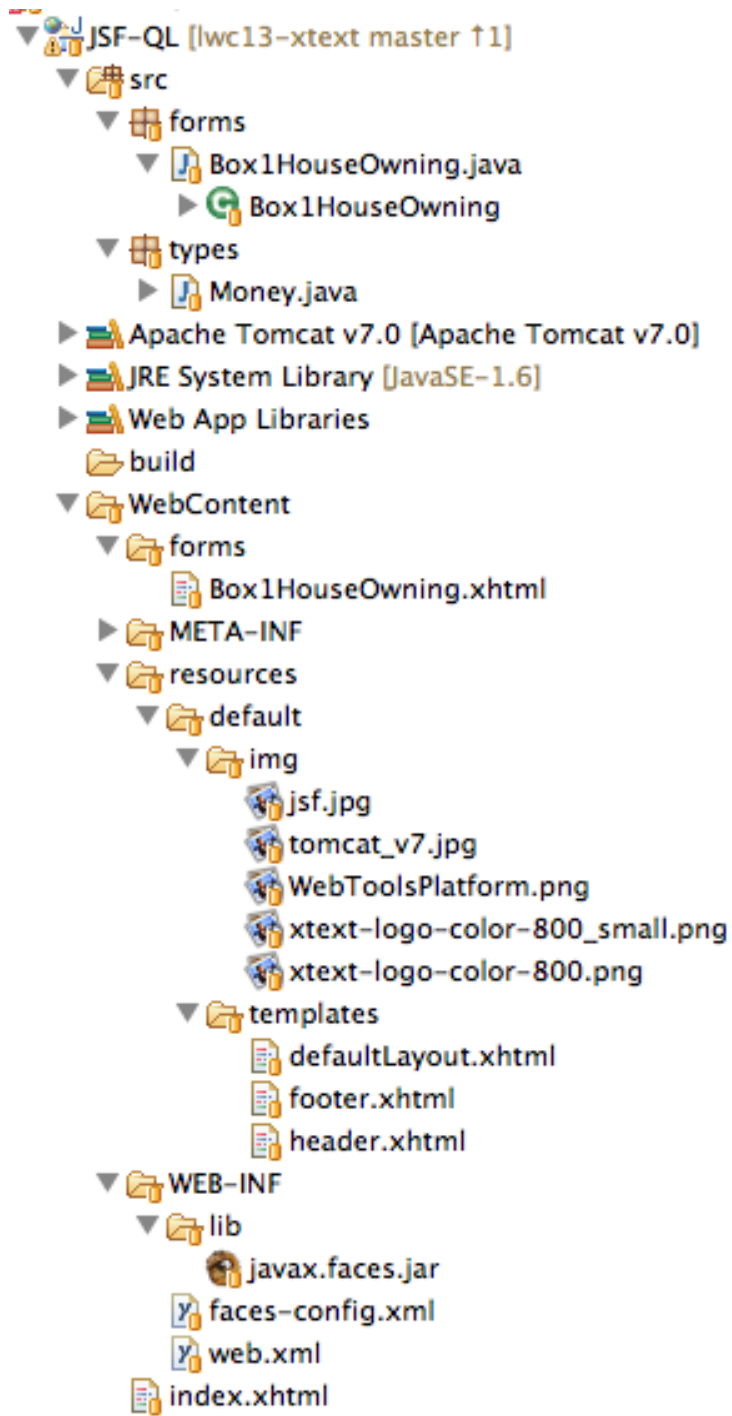 JSF-QL [lwc13-xtext master ↑1]
src
forms
Box1HouseOwning.java
Box1HouseOwning
types
Money.java
Apache Tomcat v7.0 [Apache Tomcat v7.0]
JRE System Library [JavaSE-1.6]
Web App Libraries
build
WebContent
forms
Box1HouseOwning.xhtml
META-INF
resources
default
img
jsf.jpg
tomcat_v7.jpg
WebToolsPlatform.png
xtext-logo-color-800_small.png
xtext-logo-color-800.png
templates
defaultLayout.xhtml
footer.xhtml
header.xhtml
WEB-INF
lib
javax.faces.jar
faces-config.xml
web.xml
index.xhtml